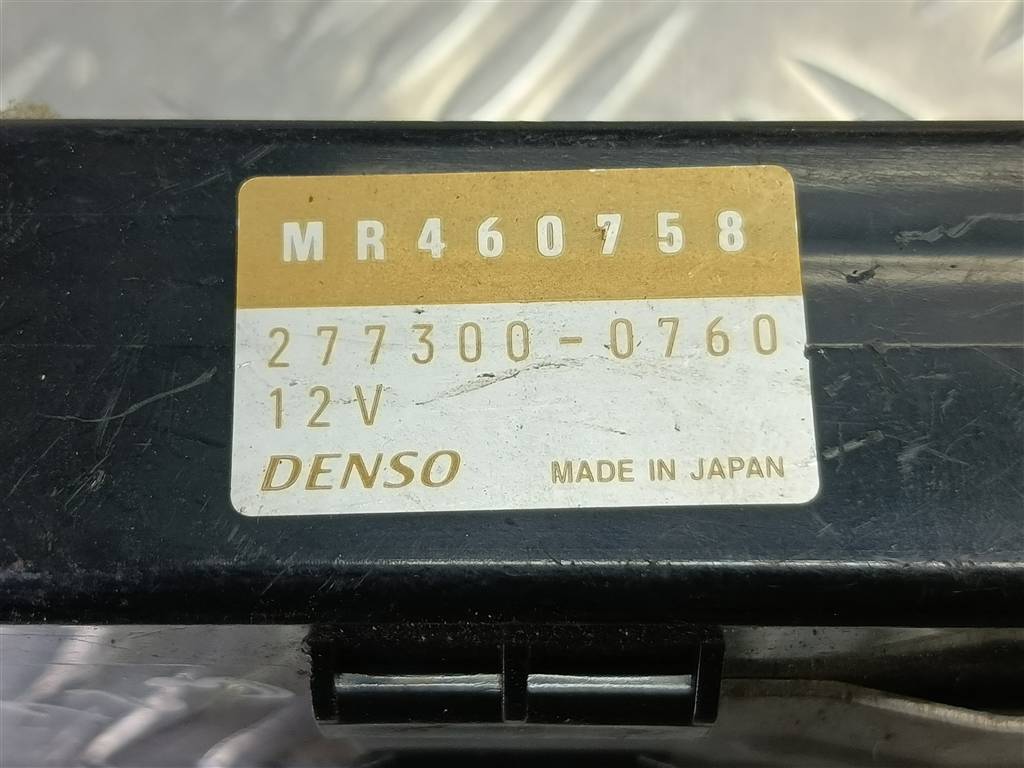 MR460758
277300-0760
12V
DENSO MADE IN JAPAN